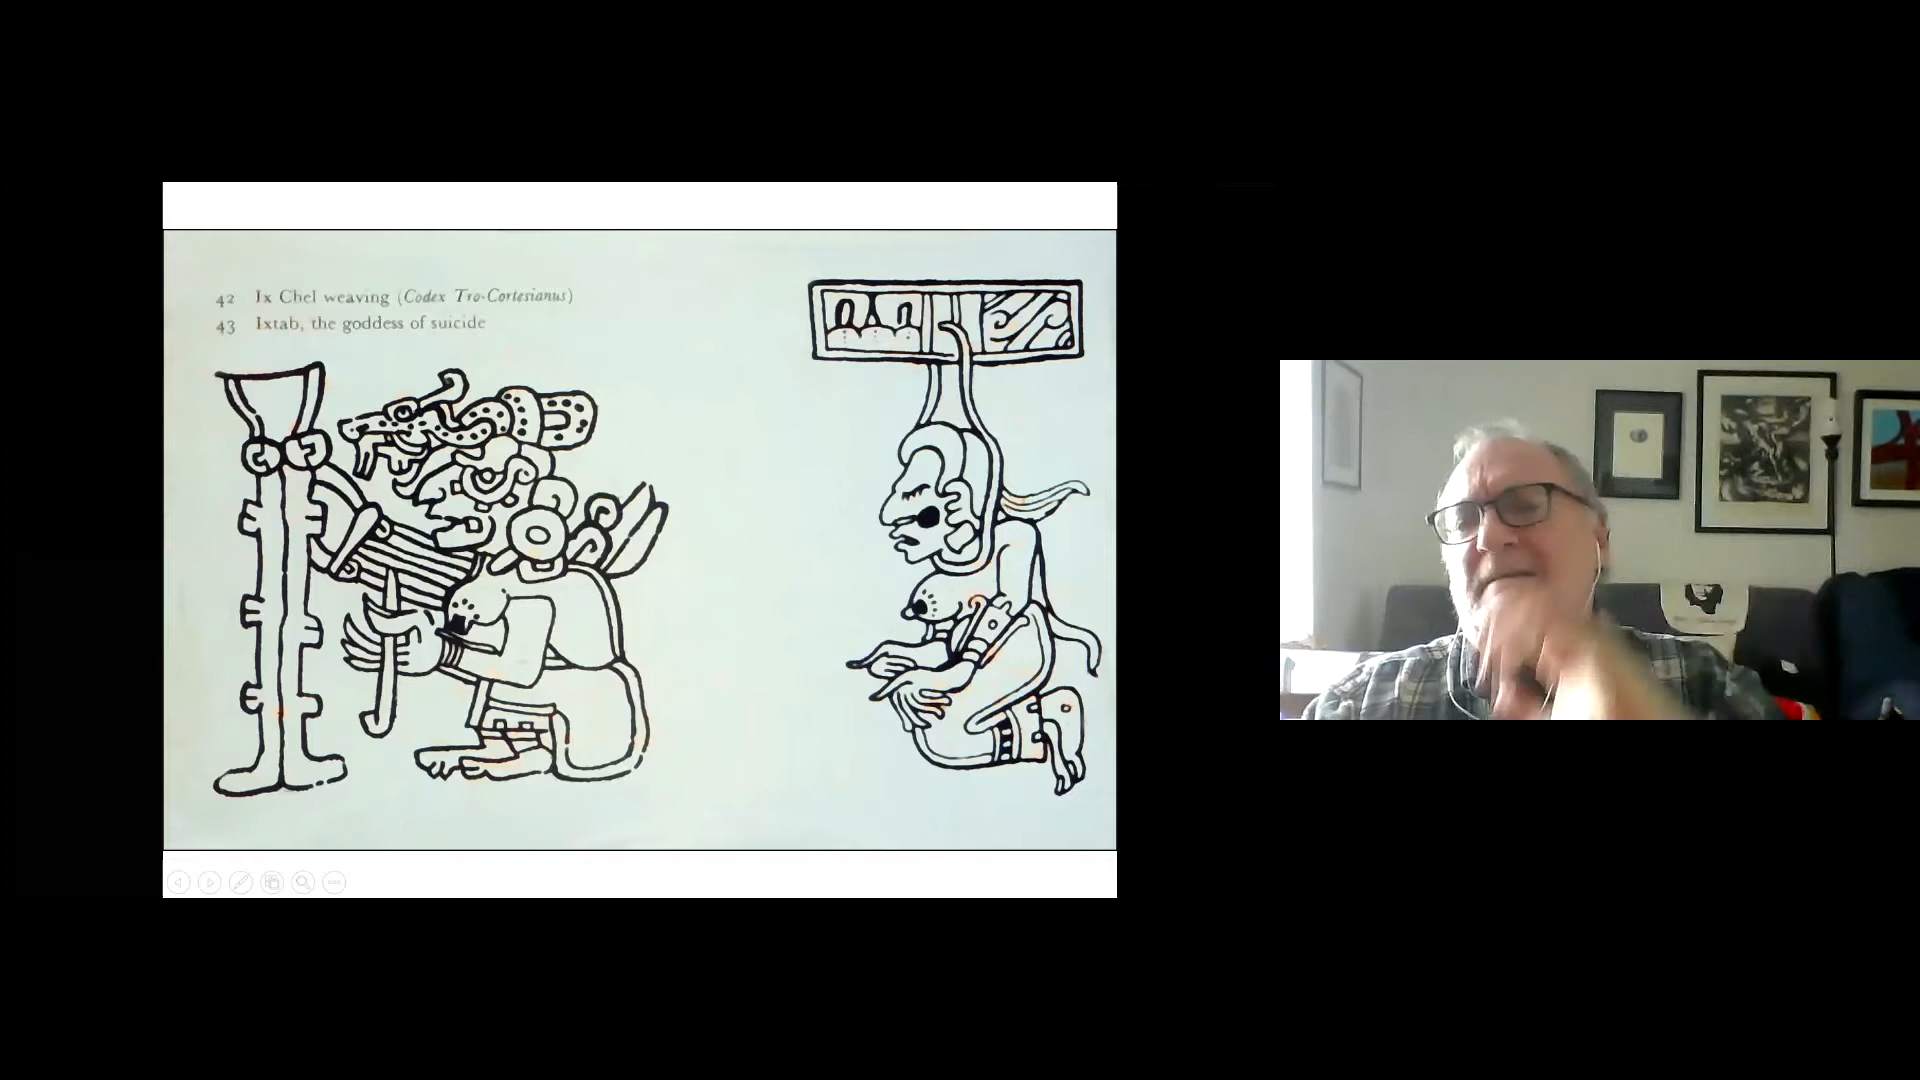 42 Ix Chel weaving (Codex Tro-Cortesianus)
43 Ixtab, the goddess of suicide